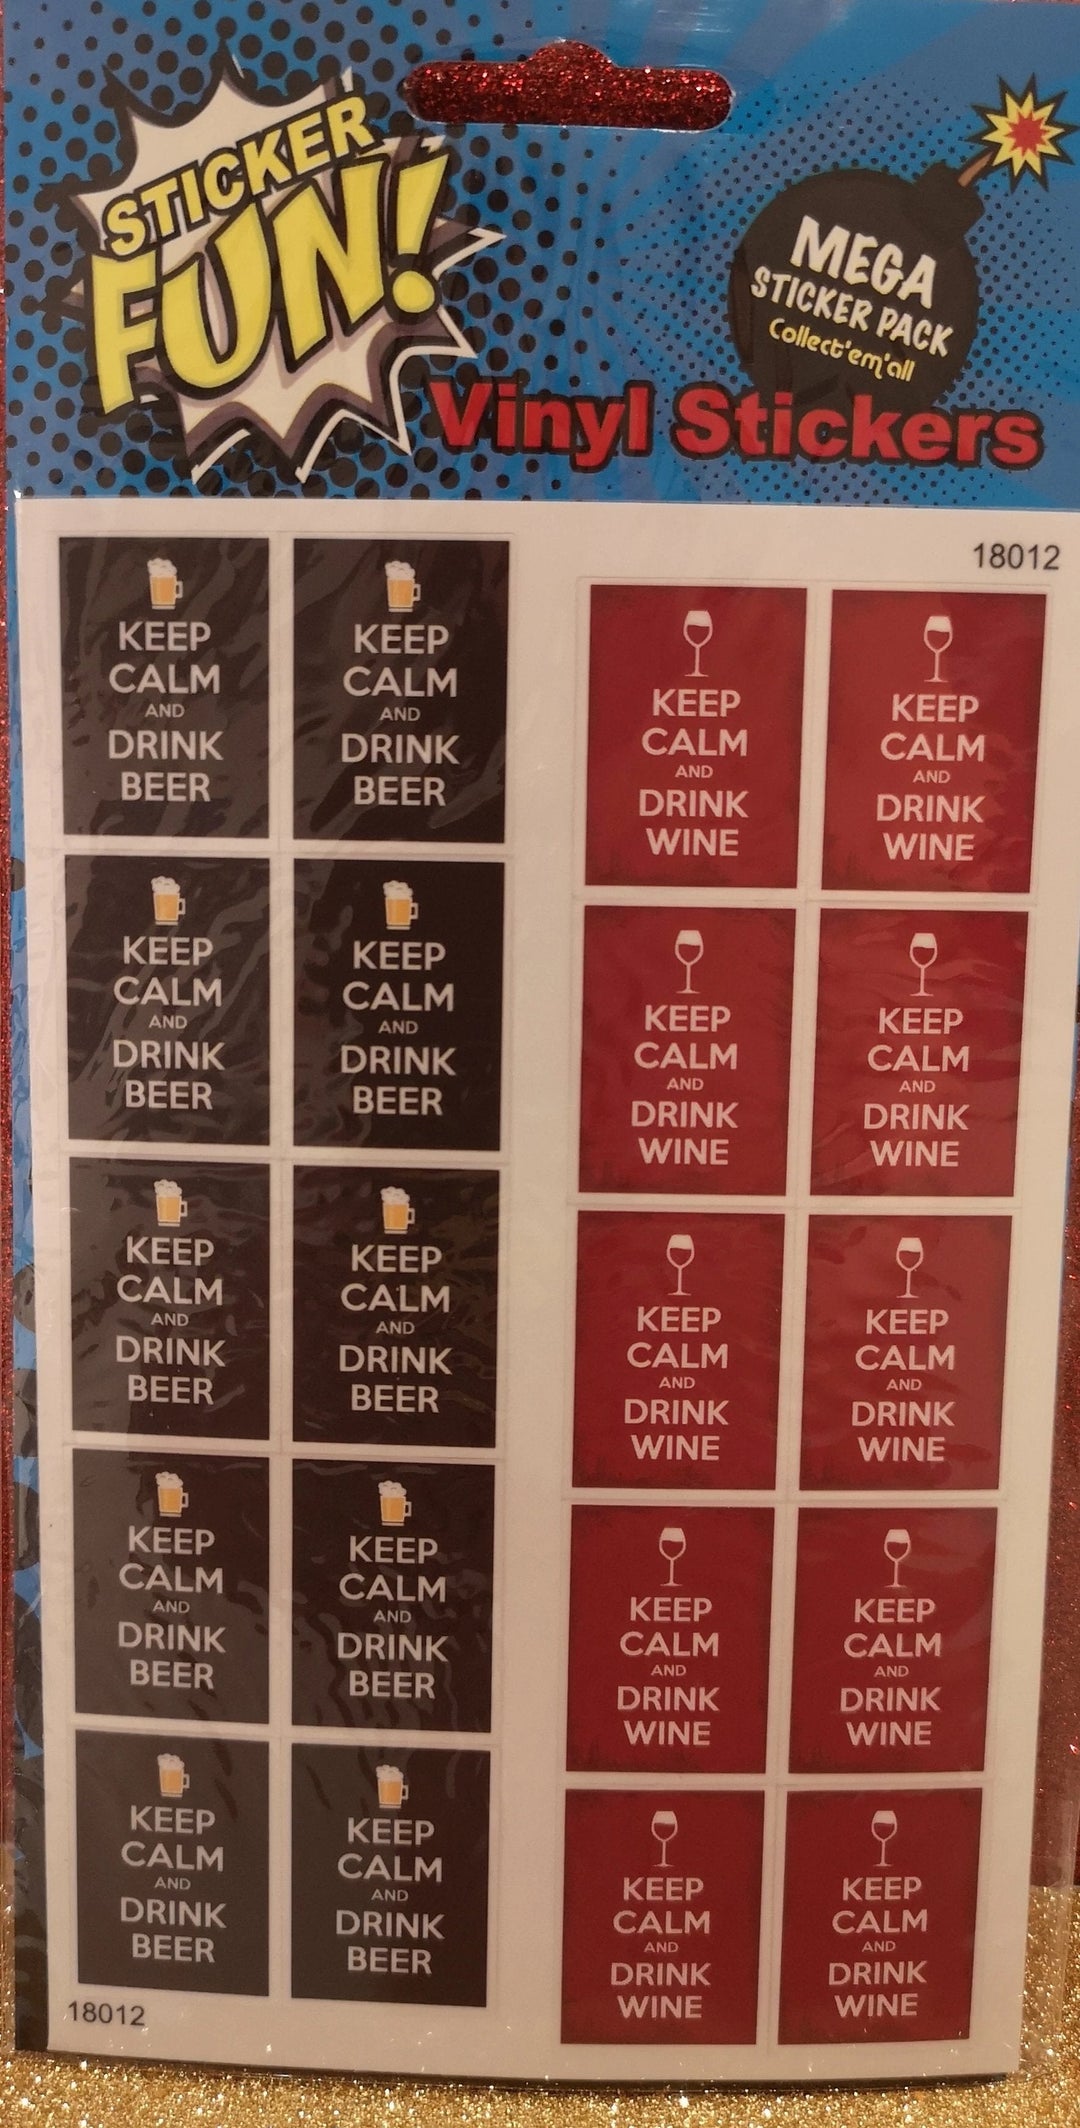 STICKER
FUN!
MEGA
STICKER PACK
Collect'em'all
Vinyl Stickers
18012
KEEP
CALM
AND
DRINK
BEER
KEEP
CALM
AND
DRINK
BEER
KEEP
CALM
AND
DRINK
WINE
KEEP
CALM
AND
DRINK
WINE
KEEP
CALM
AND
DRINK
BEER
KEEP
CALM
AND
DRINK
BEER
KEEP
CALM
AND
DRINK
WINE
KEEP
CALM
AND
DRINK
WINE
KEEP
CALM
AND
DRINK
BEER
KEEP
CALM
AND
DRINK
BEER
KEEP
CALM
AND
DRINK
WINE
KEEP
CALM
AND
DRINK
WINE
KEEP
CALM
AND
DRINK
BEER
KEEP
CALM
AND
DRINK
BEER
KEEP
CALM
AND
DRINK
WINE
KEEP
CALM
AND
DRINK
WINE
KEEP
CALM
AND
DRINK
BEER
KEEP
CALM
AND
DRINK
BEER
KEEP
CALM
AND
DRINK
WINE
KEEP
CALM
AND
DRINK
WINE
18012